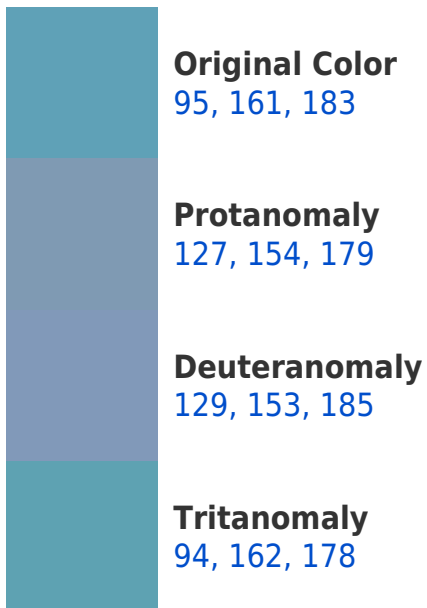 Original Color
95, 161, 183
Protanomaly
127, 154, 179
Deuteranomaly
129, 153, 185
Tritanomaly
94, 162, 178